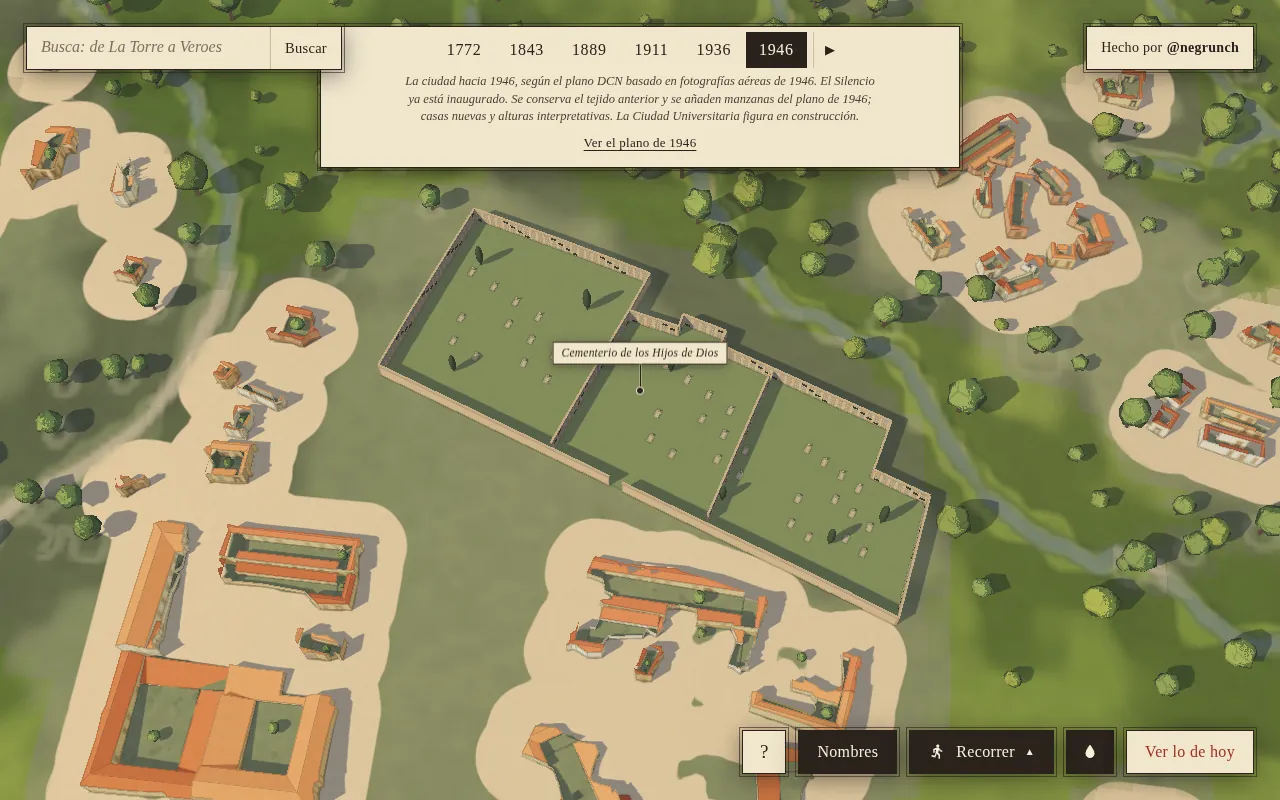 Busca: de La Torre a Veroes
Buscar
1772 1843 1889 1911 1936 1946 ▶
La ciudad hacia 1946, según el plano DCN basado en fotografías aéreas de 1946. El Silencio
ya está inaugurado. Se conserva el tejido anterior y se añaden manzanas del plano de 1946;
casas nuevas y alturas interpretativas. La Ciudad Universitaria figura en construcción.
Ver el plano de 1946
Hecho por @negrunch
Cementerio de los Hijos de Dios
?
Nombres
Recorrer ▲
Ver lo de hoy